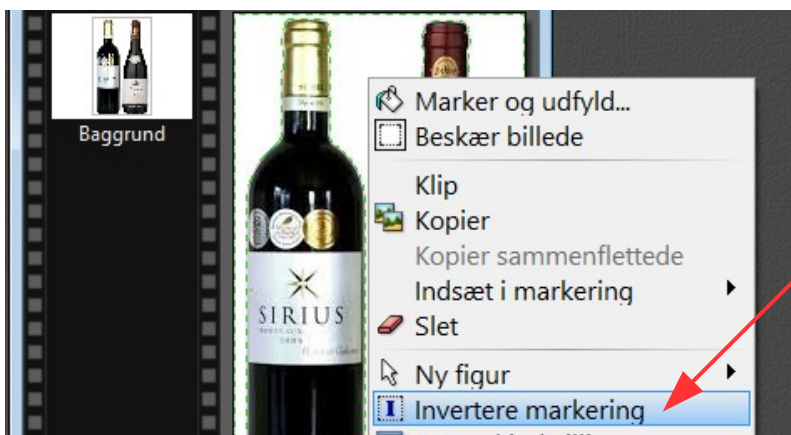 Baggrund
SIRIUS
Marker og udfyld...
Beskær billede
Klip
Kopier
Kopier sammenflettede
Indsæt i markering
Slet
Ny figur
Invertere markering